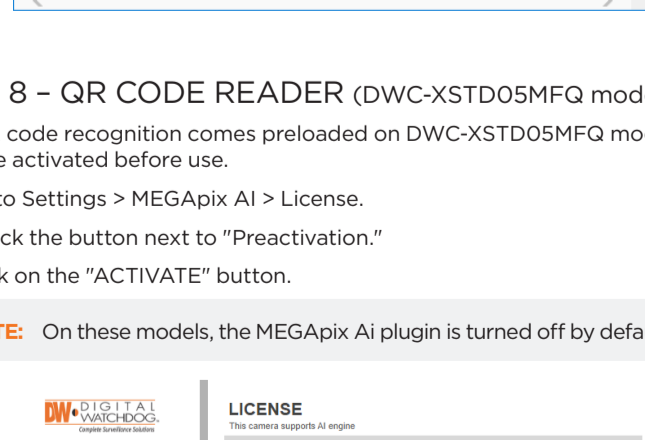 8 – QR CODE READER (DWC-XSTD05MFQ mod
code recognition comes preloaded on DWC-XSTD05MFQ mo
e activated before use.
to Settings > MEGApix AI > License.
ck the button next to "Preactivation."
k on the "ACTIVATE" button.
TE: On these models, the MEGApix Ai plugin is turned off by defa
DW DIGITAL
WATCHDOG
Complete Surveillance Solutions
LICENSE
This camera supports AI engine